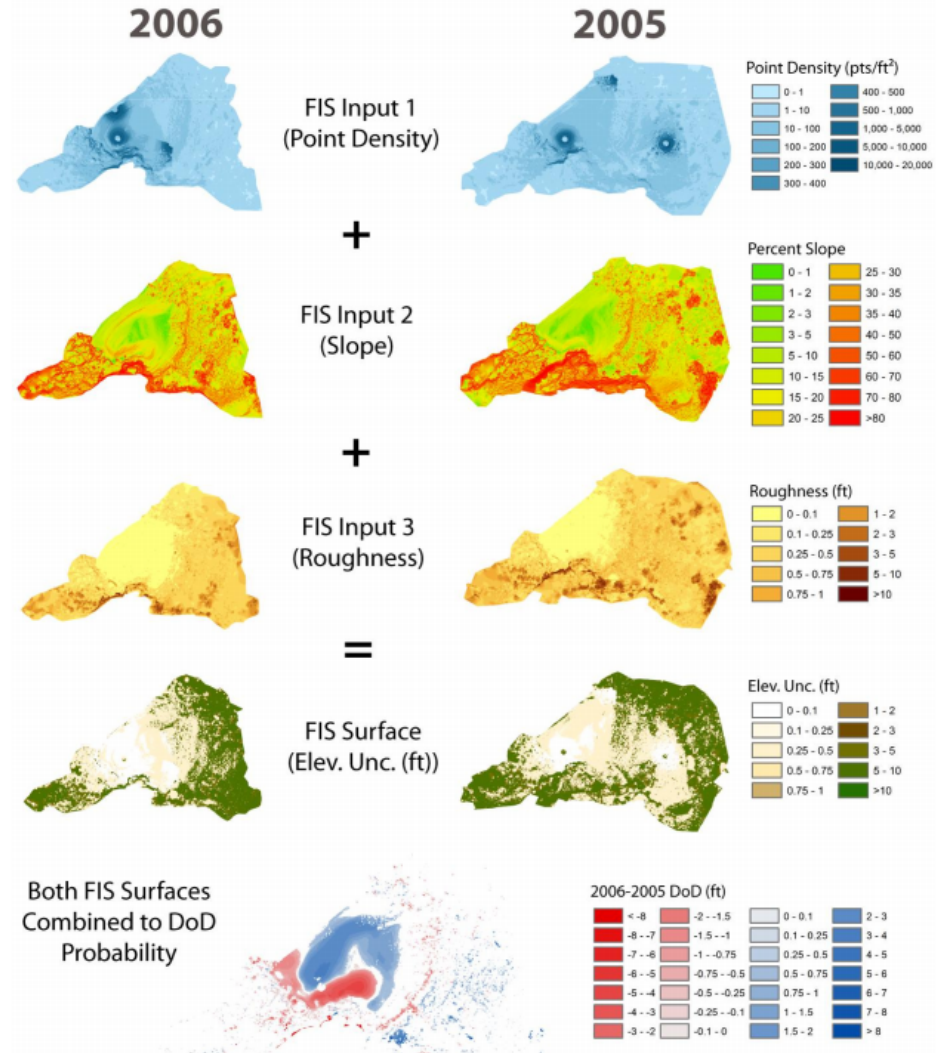 2006
2005
FIS Input 1
(Point Density)
Point Density (pts/ft²)
0 - 1
1 - 10
10 - 100
100 - 200
200 - 300
300 - 400
400 - 500
500 - 1,000
1,000 - 5,000
5,000 - 10,000
10,000 - 20,000
+
FIS Input 2
(Slope)
Percent Slope
0 - 1
1 - 2
2 - 3
3 - 5
5 - 10
10 - 15
15 - 20
20 - 25
25 - 30
30 - 35
35 - 40
40 - 50
50 - 60
60 - 70
70 - 80
>80
+
FIS Input 3
(Roughness)
Roughness (ft)
0 - 0.1
0.1 - 0.25
0.25 - 0.5
0.5 - 0.75
0.75 - 1
1 - 2
2 - 3
3 - 5
5 - 10
>10
=
FIS Surface
(Elev. Unc. (ft))
Elev. Unc. (ft)
0 - 0.1
0.1 - 0.25
0.25 - 0.5
0.5 - 0.75
0.75 - 1
1 - 2
2 - 3
3 - 5
5 - 10
>10
Both FIS Surfaces
Combined to DoD
Probability
2006-2005 DoD (ft)
< -8
-8 - -7
-7 - -6
-6 - -5
-5 - -4
-4 - -3
-3 - -2
-2 - -1.5
-1.5 - -1
-1 - -0.75
-0.75 - -0.5
-0.5 - -0.25
-0.25 - -0.1
-0.1 - 0
0 - 0.1
0.1 - 0.25
0.25 - 0.5
0.5 - 0.75
0.75 - 1
1 - 1.5
1.5 - 2
2 - 3
3 - 4
4 - 5
5 - 6
6 - 7
7 - 8
> 8